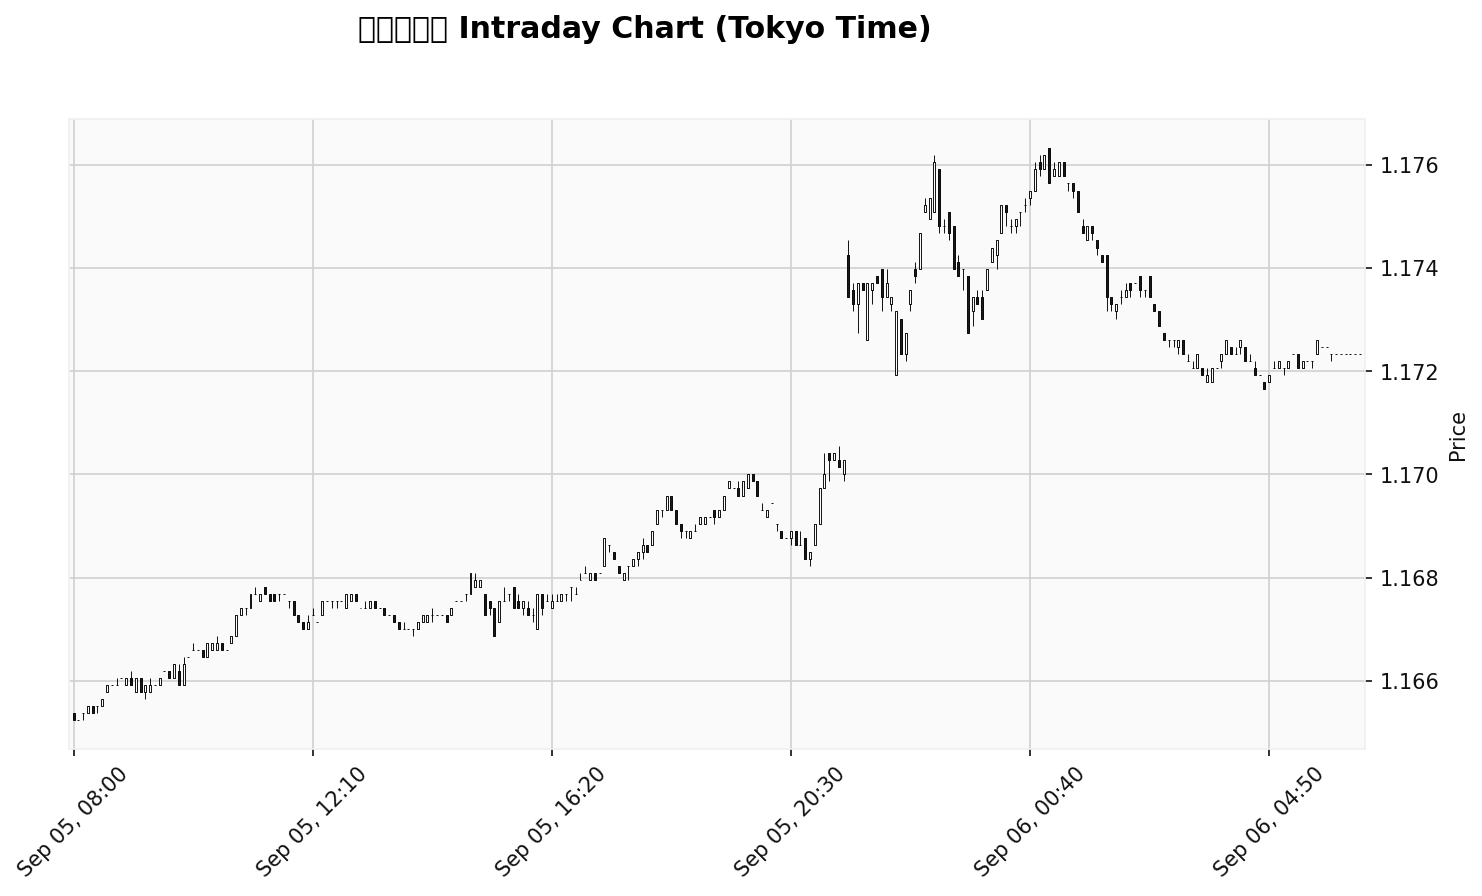 Intraday Chart (Tokyo Time)
1.176
1.174
1.172
1.170
1.168
1.166
Price
Sep 05, 08:00
Sep 05, 12:10
Sep 05, 16:20
Sep 05, 20:30
Sep 06, 00:40
Sep 06, 04:50